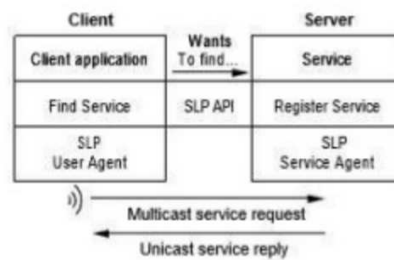 Client
Server
Client application
Wants
To find...
Service
Find Service
SLP API
Register Service
SLP
User Agent
SLP
Service Agent
Multicast service request
Unicast service reply